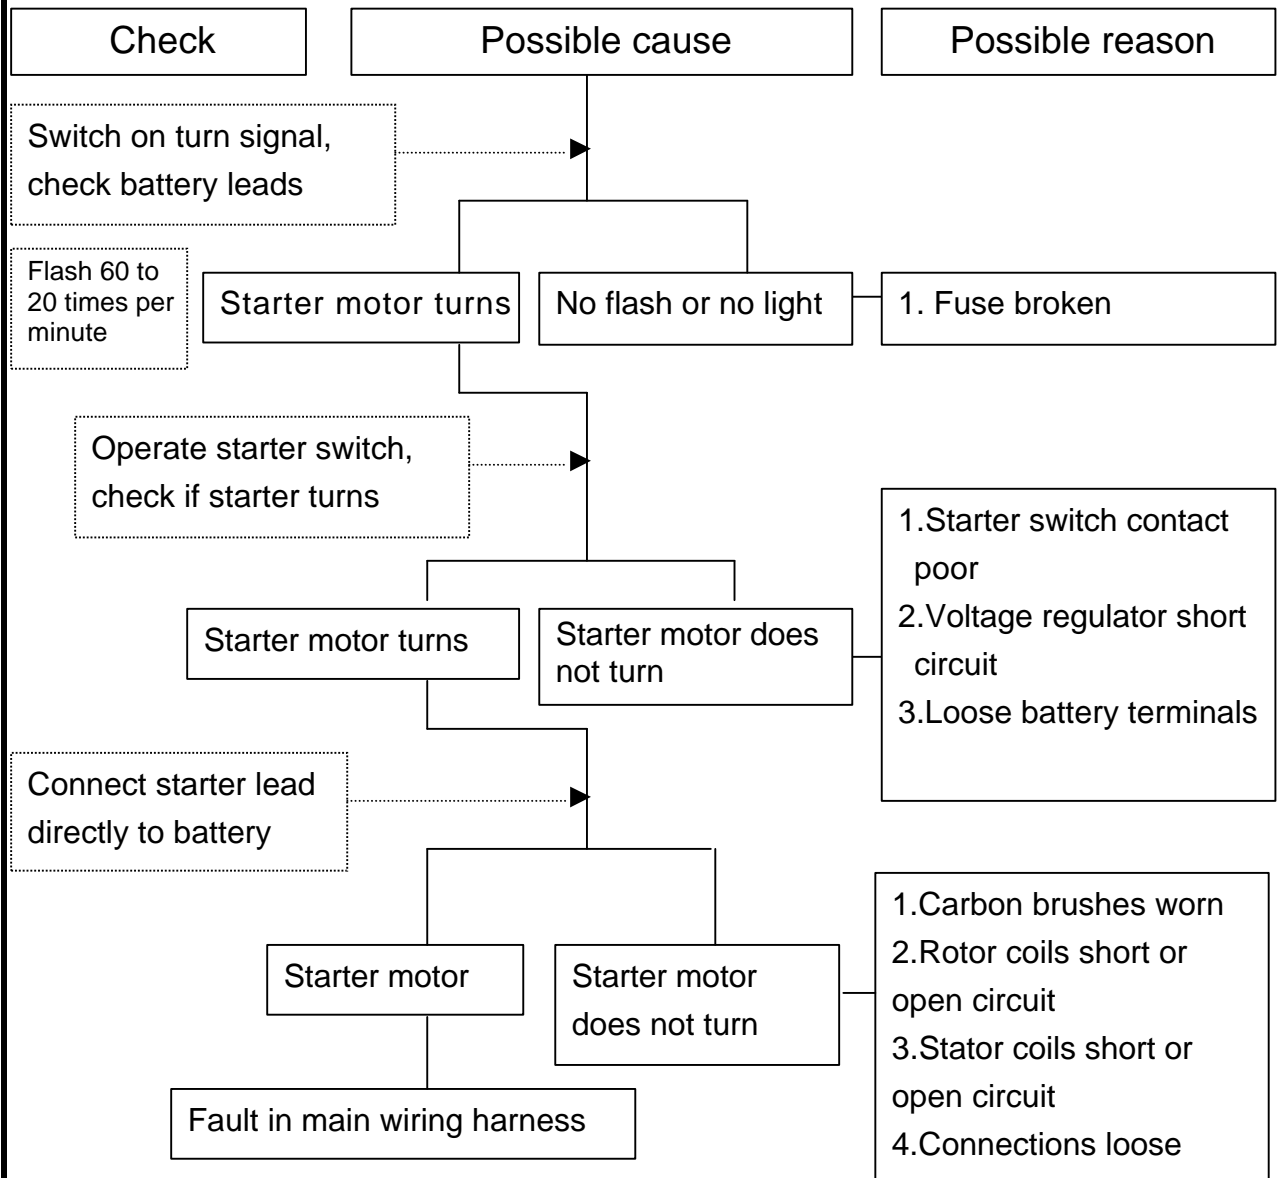 Check
Possible cause
Possible reason
Switch on turn signal,
check battery leads
Flash 60 to
20 times per
minute
Starter motor turns
No flash or no light
1. Fuse broken
Operate starter switch,
check if starter turns
Starter motor turns
Starter motor does
not turn
1.Starter switch contact
poor
2.Voltage regulator short
circuit
3.Loose battery terminals
Connect starter lead
directly to battery
Starter motor
Starter motor
does not turn
1.Carbon brushes worn
2.Rotor coils short or
open circuit
3.Stator coils short or
open circuit
4.Connections loose
Fault in main wiring harness